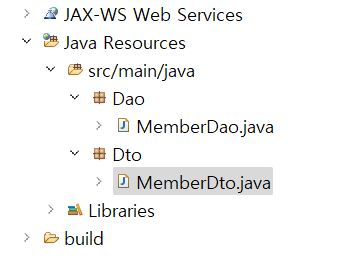 JAX-WS Web Services
Java Resources
src/main/java
Dao
MemberDao.java
Dto
MemberDto.java
Libraries
build